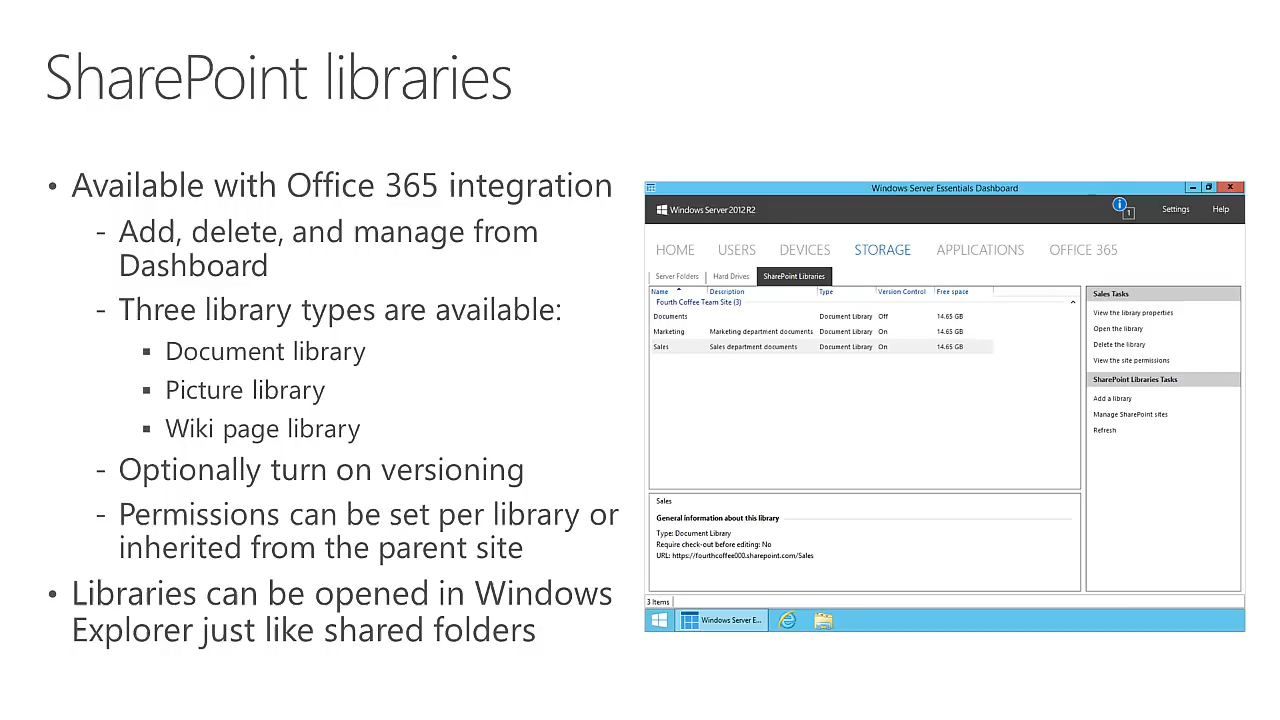 SharePoint libraries
• Available with Office 365 integration
- Add, delete, and manage from
Dashboard
- Three library types are available:
▪ Document library
▪ Picture library
▪ Wiki page library
- Optionally turn on versioning
- Permissions can be set per library or
inherited from the parent site
• Libraries can be opened in Windows
Explorer just like shared folders
Windows Server Essentials Dashboard
Windows Server 2012 R2
1
Settings
Help
HOME USERS DEVICES STORAGE APPLICATIONS OFFICE 365
Server Folders Hard Drives SharePoint Libraries
Name Description Type Version Control Free space
Fourth Coffee Team Site (3)
Documents Document Library Off 14.65 GB
Marketing Marketing department documents Document Library On 14.65 GB
Sales Sales department documents Document Library On 14.65 GB
Sales Tasks
View the library properties
Open the library
Delete the library
View the site permissions
SharePoint Libraries Tasks
Add a library
Manage SharePoint sites
Refresh
Sales
General information about this library
Type: Document Library
Require check-out before editing: No
URL: https://fourthcoffee000.sharepoint.com/Sales
3 Items
Windows Server E...